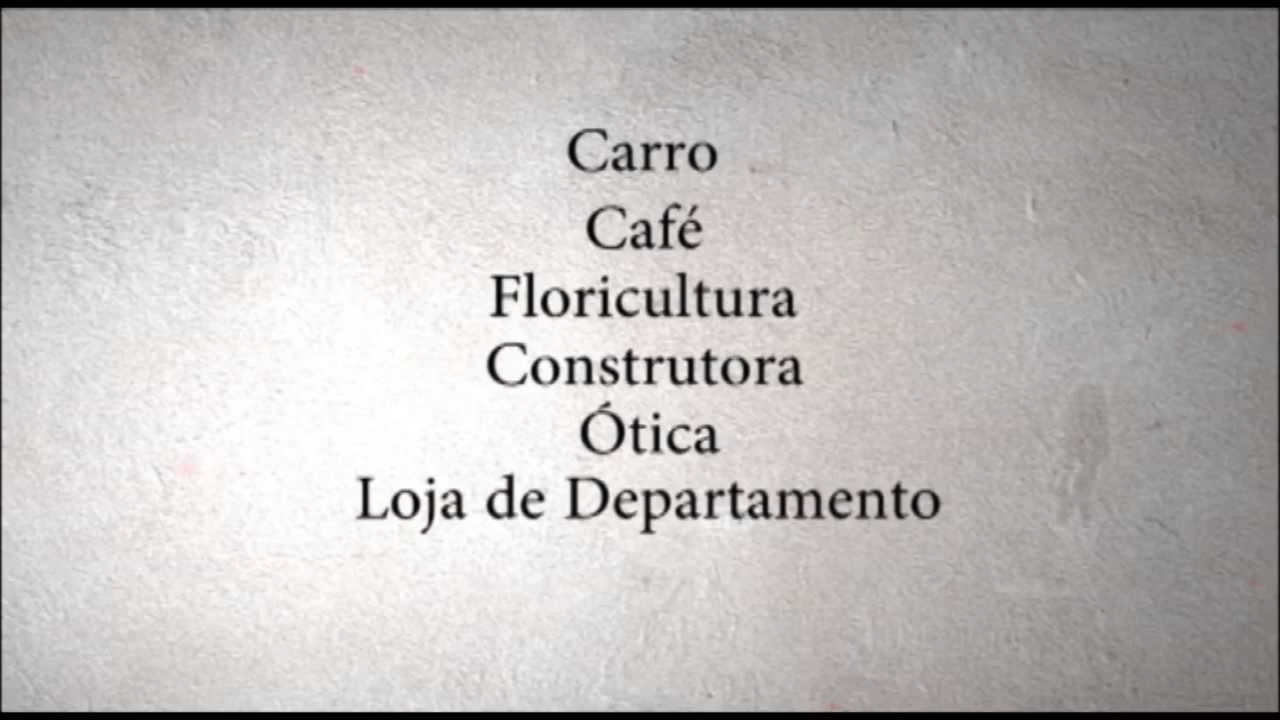 Carro
Café
Floricultura
Construtora
Ótica
Loja de Departamento